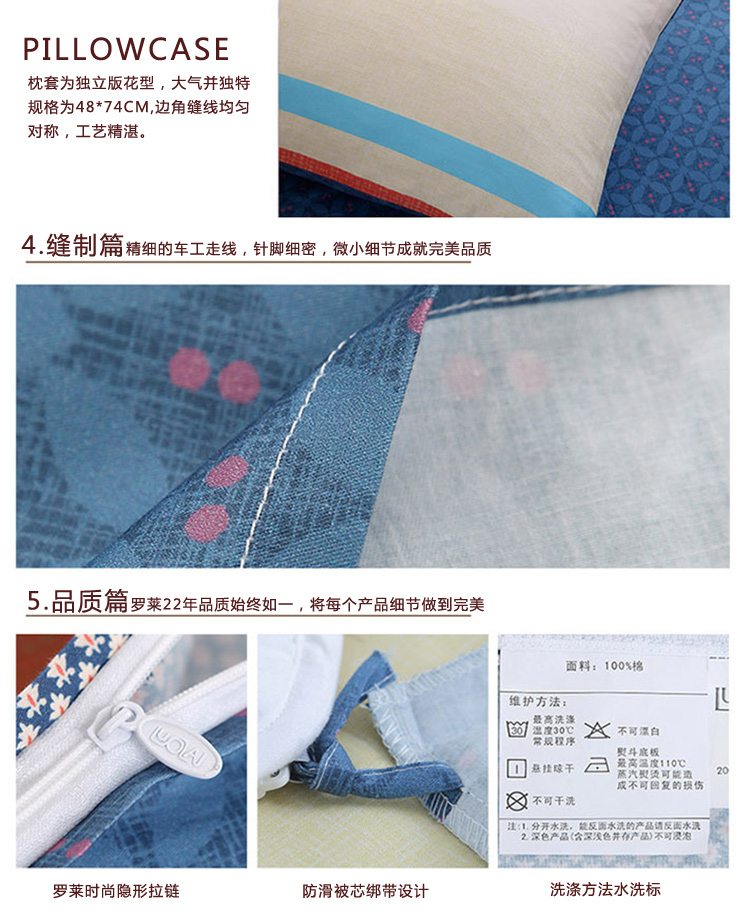 PILLOWCASE
枕套为独立版花型，大气并独特
规格为48*74CM,边角缝线均匀
对称，工艺精湛。
4.缝制篇 精细的车工走线，针脚细密，微小细节成就完美品质
5.品质篇 罗莱22年品质始终如一，将每个产品细节做到完美
LUOLAI
面料：100%棉
维护方法：
30 最高洗涤
温度30℃
常规程序
不可漂白
悬挂晾干
熨斗底板
最高温度110℃
蒸汽熨烫可能造
成不可回复的损伤
不可干洗
注:1.分开水洗，能反面水洗的产品请反面水洗
2.深色产品(含深浅色并存产品)不可浸泡
罗莱时尚隐形拉链
防滑被芯绑带设计
洗涤方法水洗标